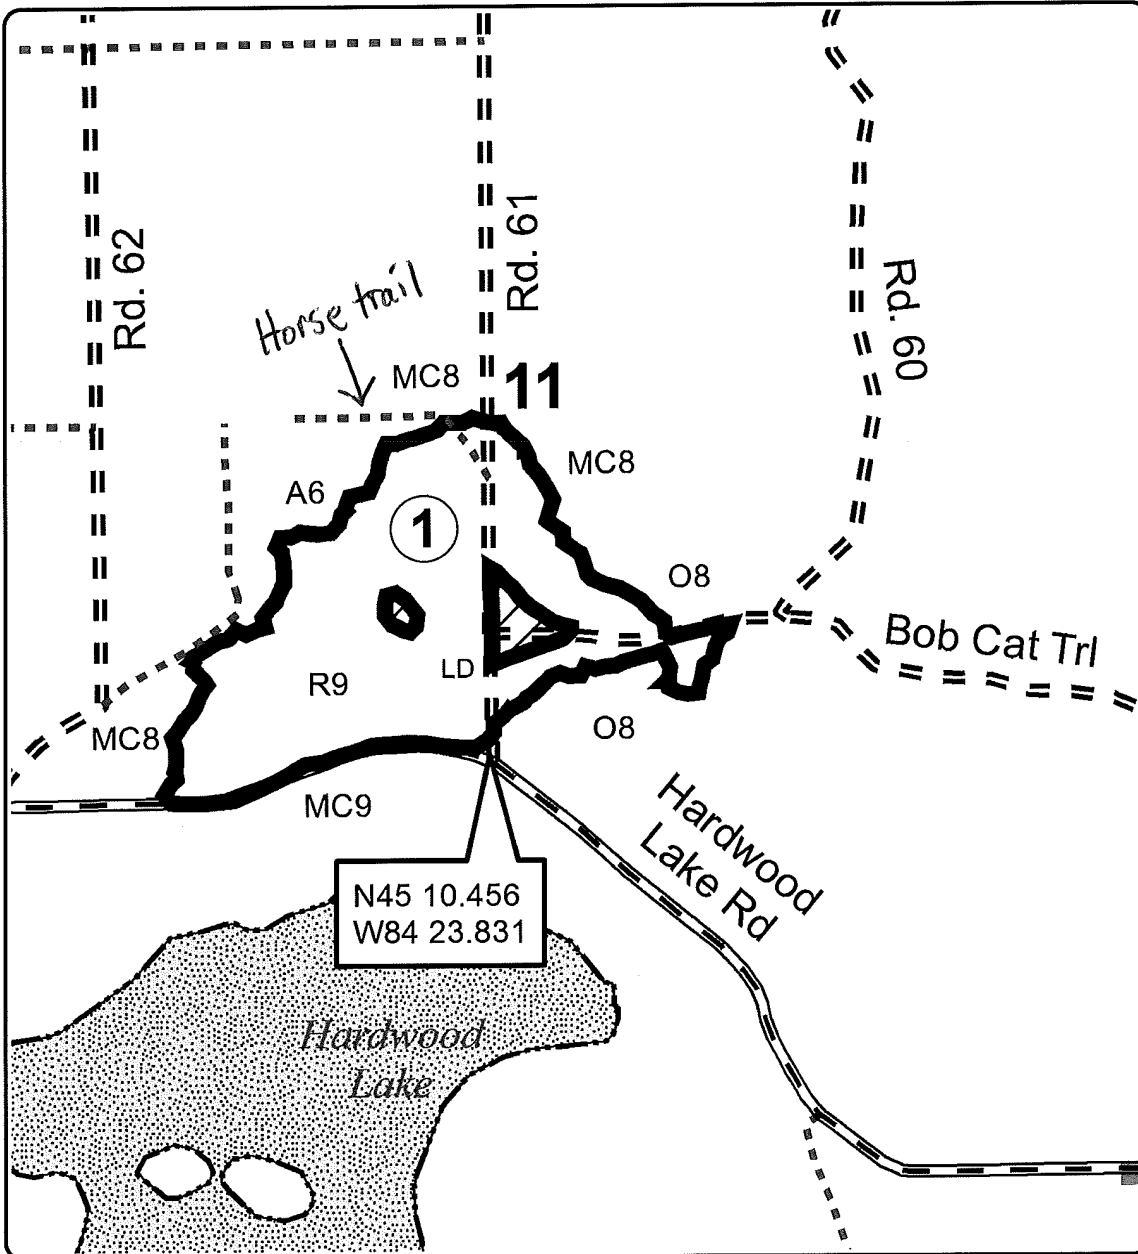 Rd. 62
Rd. 61
Rd. 60
Horse trail
MC8
11
MC8
A6
1
O8
Bob Cat Trl
LD
R9
MC8
O8
MC9
Hardwood
Lake Rd
N45 10.456
W84 23.831
Hardwood
Lake